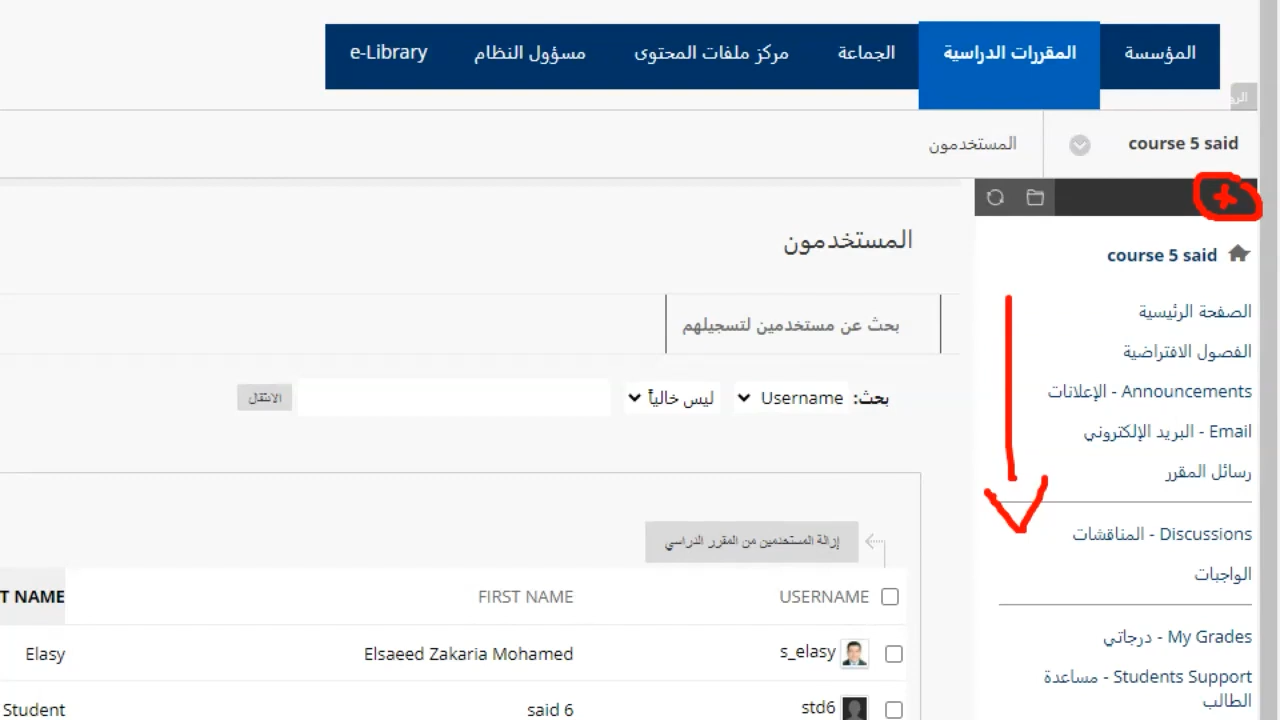 المؤسسة
المقررات الدراسية
الجماعة
مركز ملفات المحتوى
مسؤول النظام
e-Library
course 5 said
المستخدمون
course 5 said
الصفحة الرئيسية
الفصول الافتراضية
Announcements - الإعلانات
Email - البريد الإلكتروني
رسائل المقرر
Discussions - المناقشات
الواجبات
My Grades - درجاتي
Students Support - مساعدة
الطالب
المستخدمون
بحث عن مستخدمين لتسجيلهم
بحث: Username ليس خالياً الانتقال
إزالة المستخدمين من المقرر الدراسي
USERNAME FIRST NAME T NAME
s_elasy Elsaeed Zakaria Mohamed Elasy
std6 said 6 Student